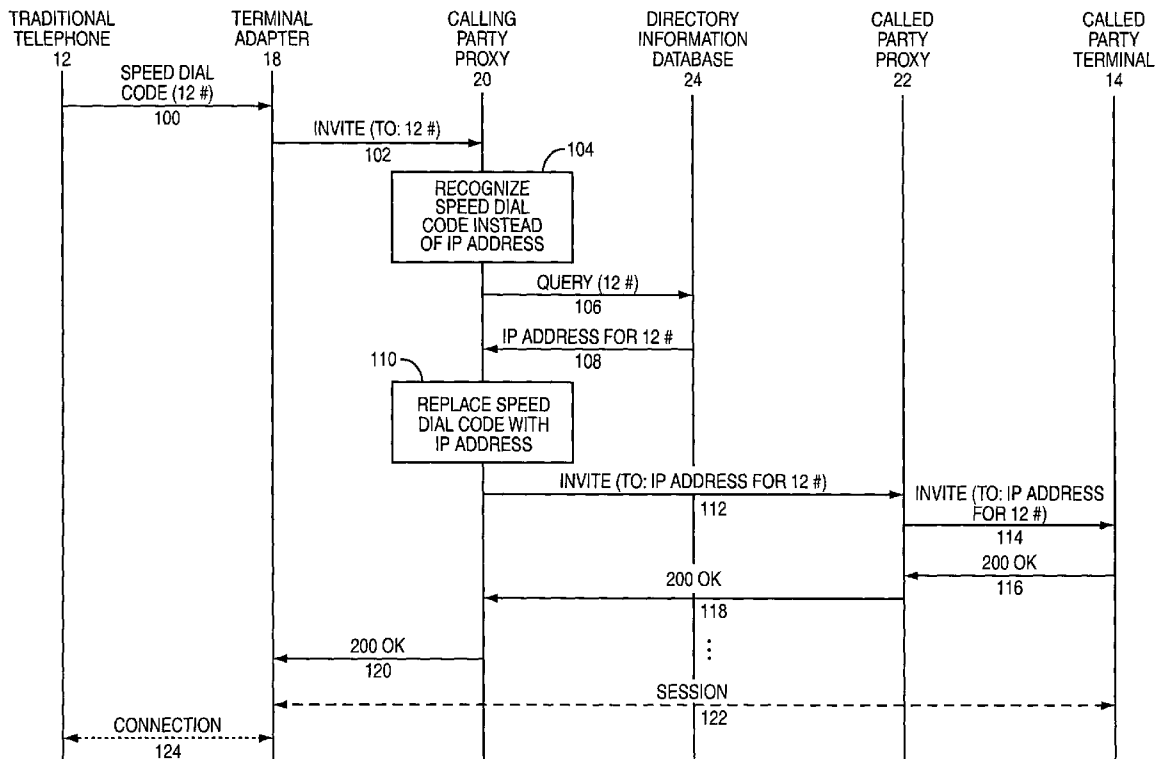 TRADITIONAL
TELEPHONE
12
TERMINAL
ADAPTER
18
CALLING
PARTY
PROXY
20
DIRECTORY
INFORMATION
DATABASE
24
CALLED
PARTY
PROXY
22
CALLED
PARTY
TERMINAL
14
SPEED DIAL
CODE (12 #)
100
INVITE (TO: 12 #)
102
104
RECOGNIZE
SPEED DIAL
CODE INSTEAD
OF IP ADDRESS
QUERY (12 #)
106
IP ADDRESS FOR 12 #
108
110
REPLACE SPEED
DIAL CODE WITH
IP ADDRESS
INVITE (TO: IP ADDRESS FOR 12 #)
112
INVITE (TO: IP ADDRESS
FOR 12 #)
114
200 OK
116
200 OK
118
200 OK
120
SESSION
122
CONNECTION
124